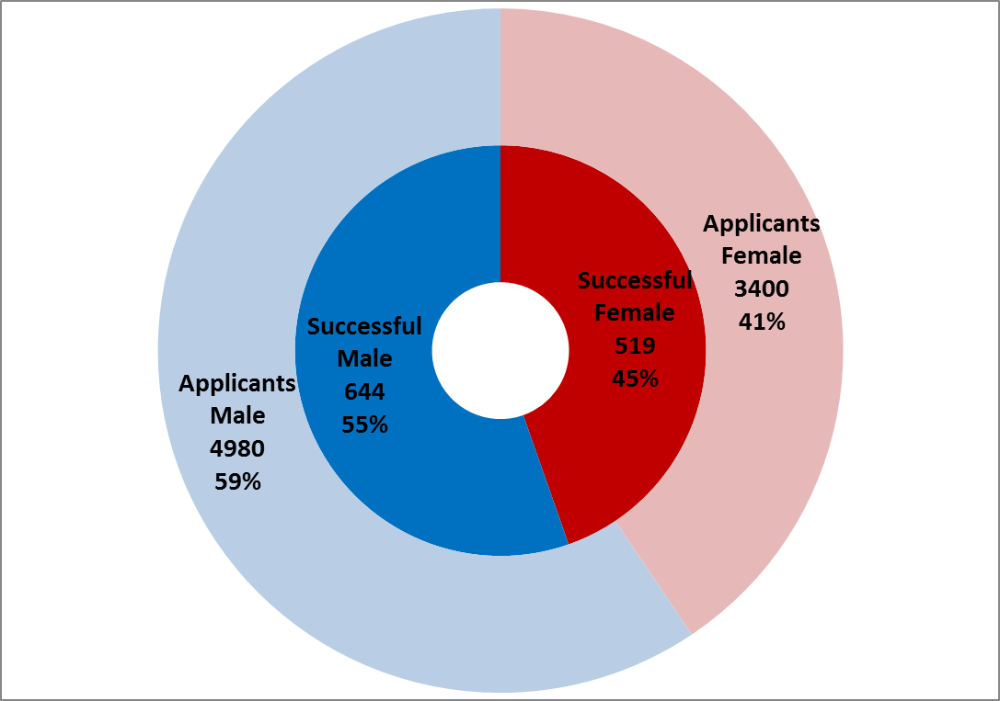 Applicants
Female
3400
41%
Successful
Female
519
45%
Successful
Male
644
55%
Applicants
Male
4980
59%